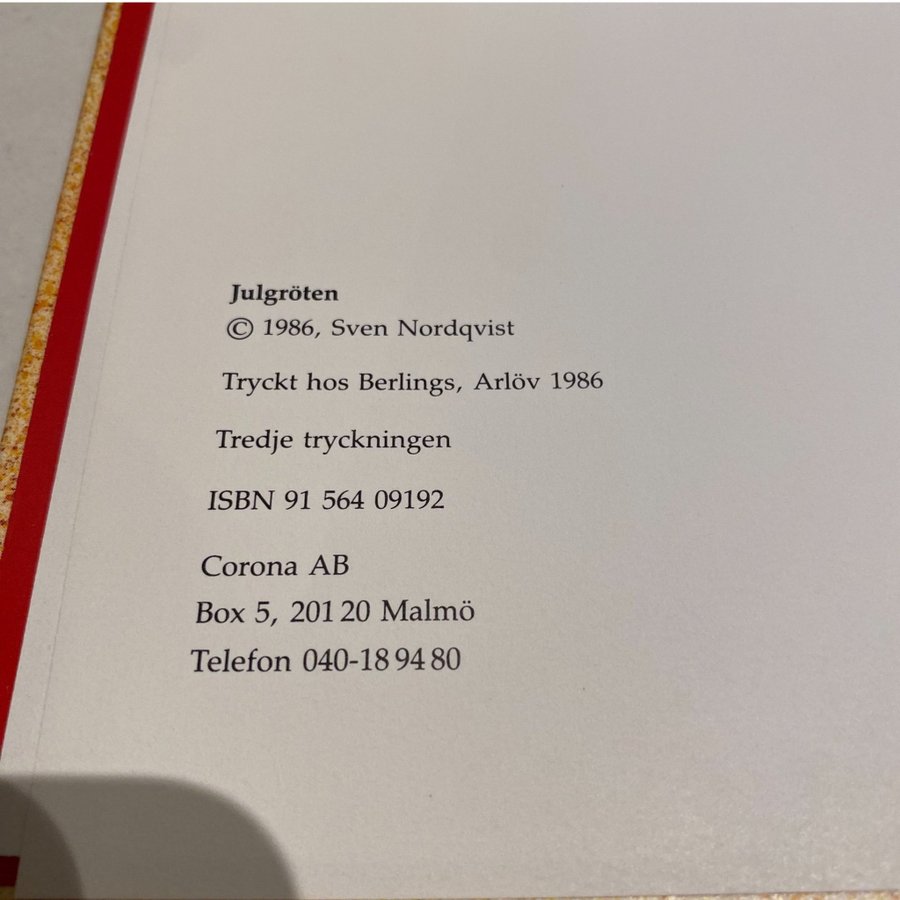 Julgröten
© 1986, Sven Nordqvist
Tryckt hos Berlings, Arlöv 1986
Tredje tryckningen
ISBN 91 564 09192
Corona AB
Box 5, 201 20 Malmö
Telefon 040-18 94 80